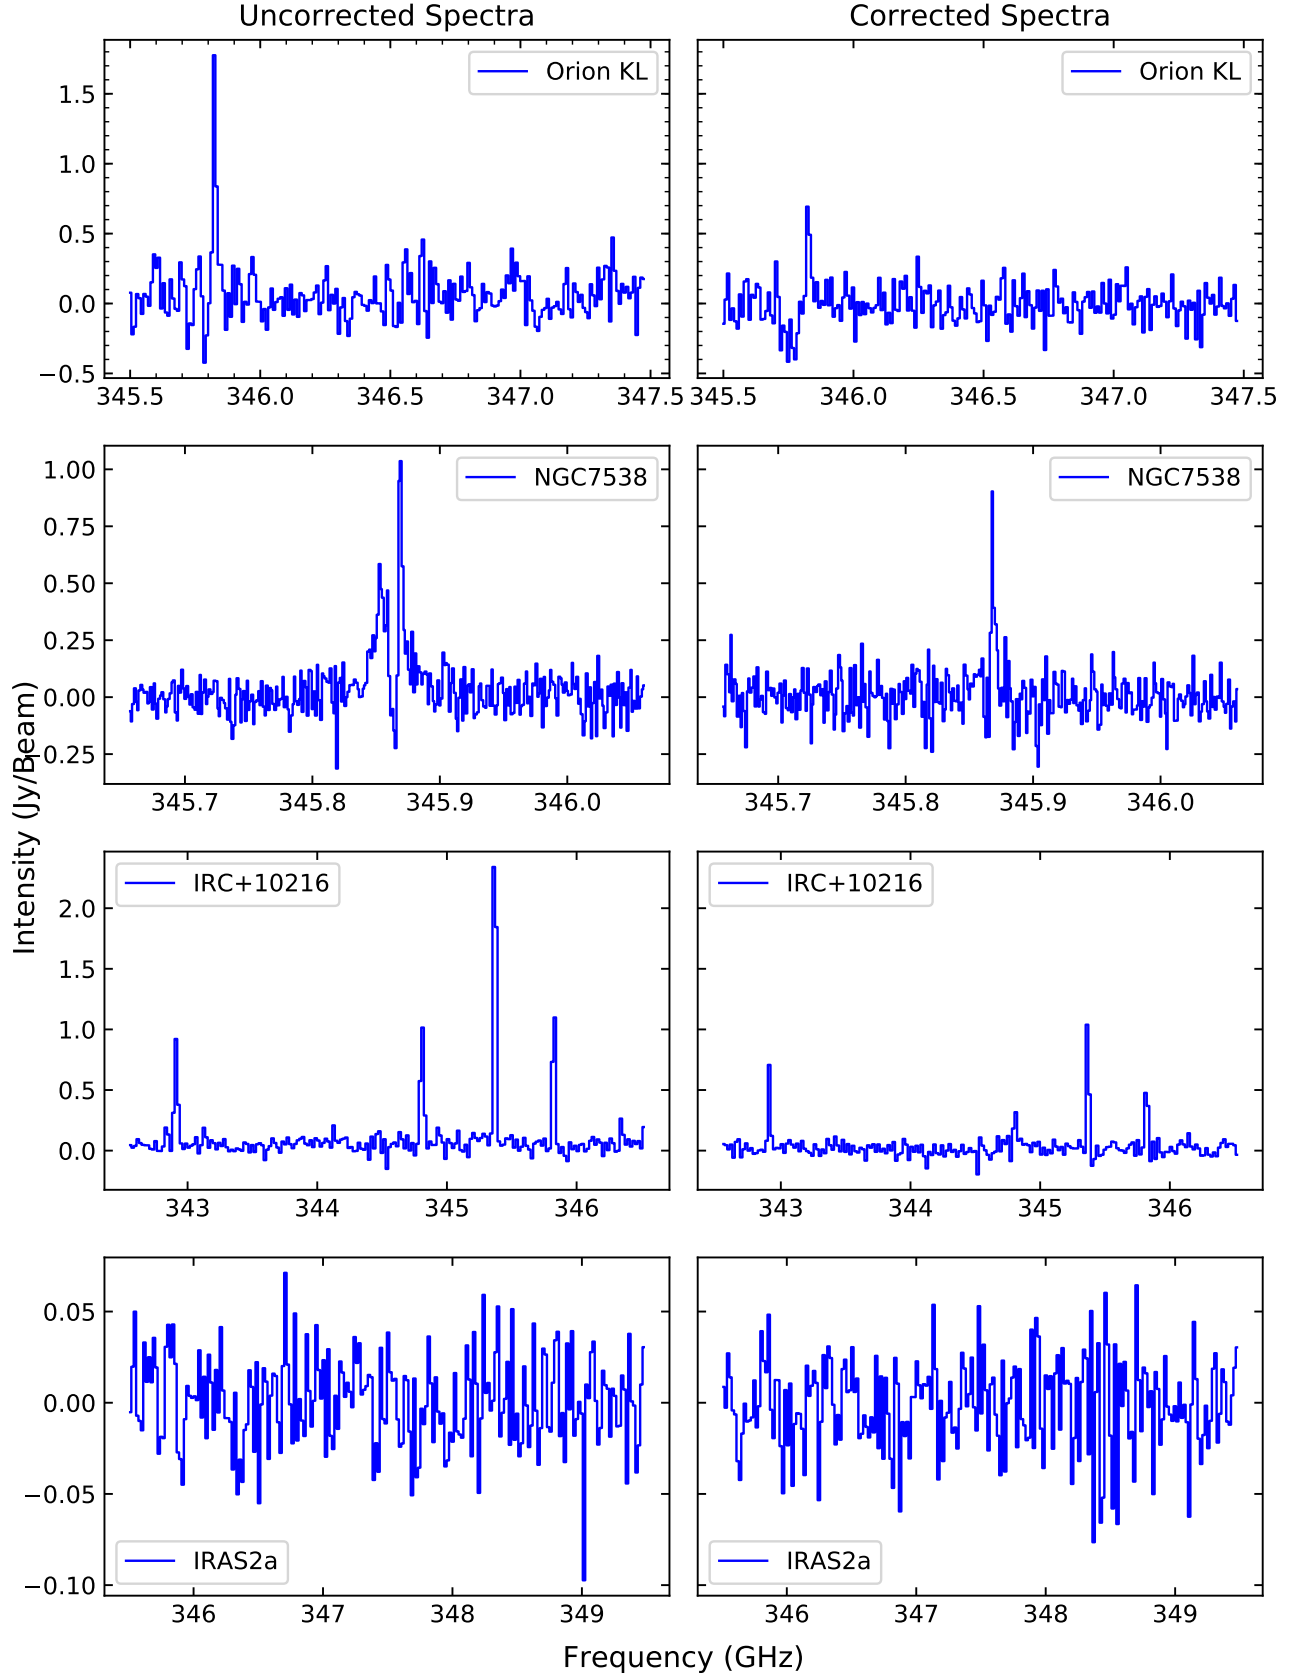 Uncorrected Spectra Corrected Spectra
Orion KL Orion KL
1.5
1.0
0.5
0.0
−0.5
345.5 346.0 346.5 347.0 347.5 345.5 346.0 346.5 347.0 347.5
NGC7538 NGC7538
1.00
0.75
0.50
0.25
0.00
−0.25
345.7 345.8 345.9 346.0 345.7 345.8 345.9 346.0
Intensity (Jy/Beam)
IRC+10216 IRC+10216
2.0
1.5
1.0
0.5
0.0
343 344 345 346 343 344 345 346
0.05
0.00
−0.05
−0.10
IRAS2a IRAS2a
346 347 348 349 346 347 348 349
Frequency (GHz)